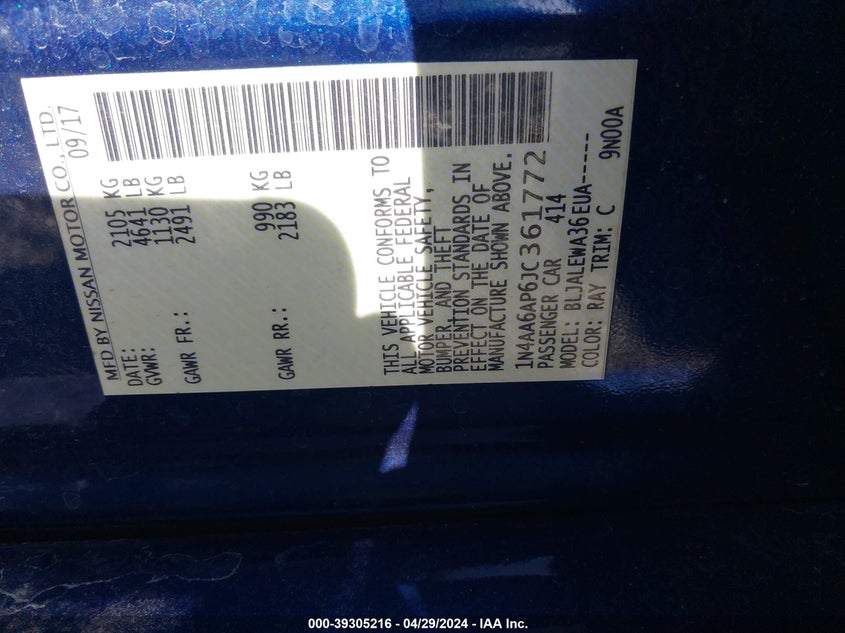 MFD BY NISSAN MOTOR CO., LTD.
DATE: 09/17
GVWR: 2105 KG
4641 LB
GAWR FR.: 1130 KG
2491 LB
GAWR RR.: 990 KG
2183 LB
THIS VEHICLE CONFORMS TO
ALL APPLICABLE FEDERAL
MOTOR VEHICLE SAFETY,
BUMPER, AND THEFT
PREVENTION STANDARDS IN
EFFECT ON THE DATE OF
MANUFACTURE SHOWN ABOVE.
1N4AA6AP6JC361772
PASSENGER CAR 414
MODEL: BLJALEWA36EUA-----
COLOR: RAY TRIM: C 9N00A
000-39305216 - 04/29/2024 - IAA Inc.